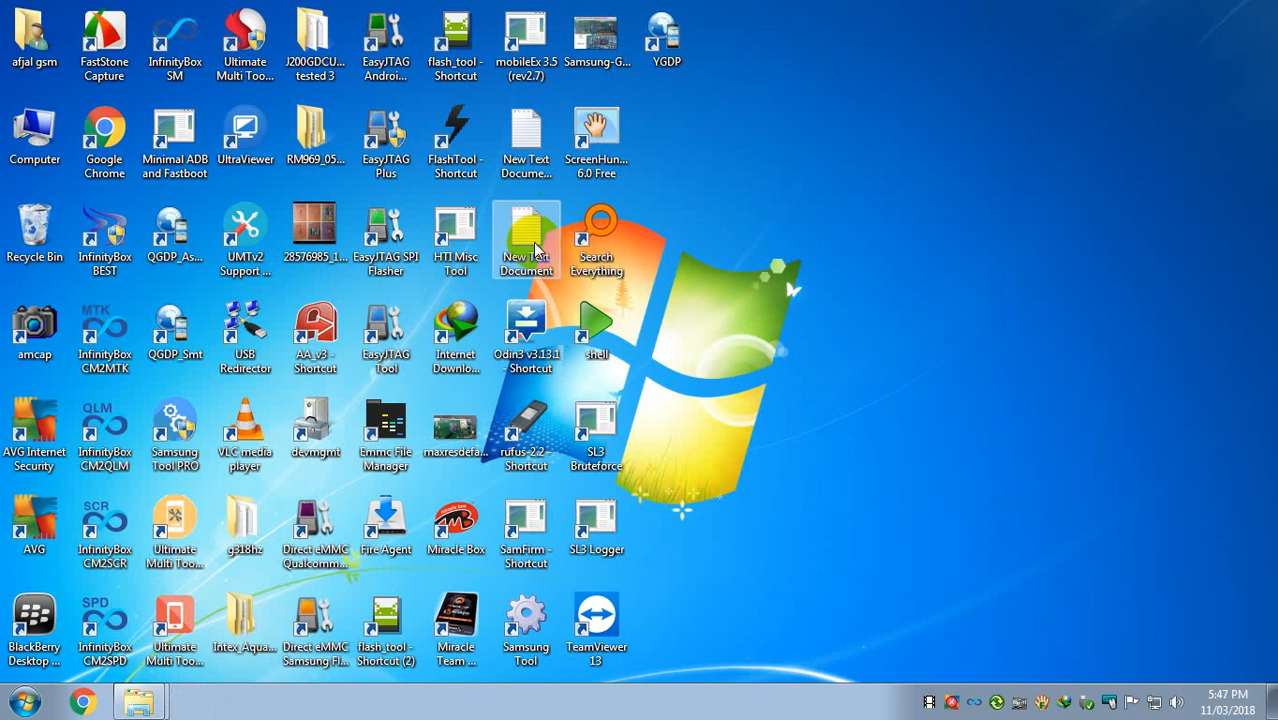 afjal gsm
FastStone
Capture
InfinityBox
SM
Ultimate
Multi Too...
J200GDCU...
tested 3
EasyJTAG
Androi...
flash_tool -
Shortcut
mobileEx 3.5
(rev2.7)
Samsung-G...
YGDP
Computer
Google
Chrome
Minimal ADB
and Fastboot
UltraViewer
RM969_05...
EasyJTAG
Plus
FlashTool -
Shortcut
New Text
Docume...
ScreenHun...
6.0 Free
Recycle Bin
InfinityBox
BEST
QGDP_As...
UMTv2
Support ...
28576985_1...
EasyJTAG SPI
Flasher
HTI Misc
Tool
New Text
Document
Search
Everything
amcap
MTK
InfinityBox
CM2MTK
QGDP_Smt
USB
Redirector
AA_v3 -
Shortcut
EasyJTAG
Tool
Internet
Downlo...
Odin3 v3.13.1
- Shortcut
shell
AVG Internet
Security
QLM
InfinityBox
CM2QLM
Samsung
Tool PRO
VLC media
player
devmgmt
Emmc File
Manager
maxresdefa...
rufus-2.2 -
Shortcut
SL3
Bruteforce
AVG
SCR
InfinityBox
CM2SCR
Ultimate
Multi Too...
g318hz
Direct eMMC
Qualcomm...
Fire Agent
Miracle Box
SamFirm -
Shortcut
SL3 Logger
BlackBerry
Desktop ...
SPD
InfinityBox
CM2SPD
Ultimate
Multi Too...
Intex_Aqua...
Direct eMMC
Samsung Fl...
flash_tool -
Shortcut (2)
Miracle
Team ...
Samsung
Tool
TeamViewer
13
5:47 PM
11/03/2018